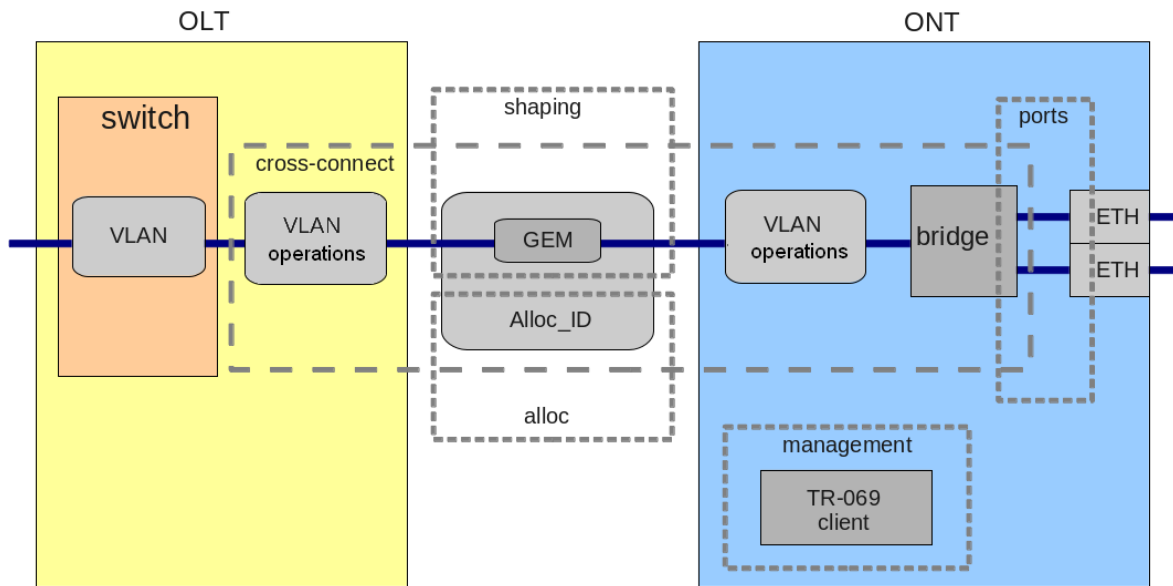 OLT
ONT
switch
shaping
ports
cross-connect
VLAN
VLAN
operations
GEM
VLAN
operations
bridge
ETH
ETH
Alloc_ID
alloc
management
TR-069
client